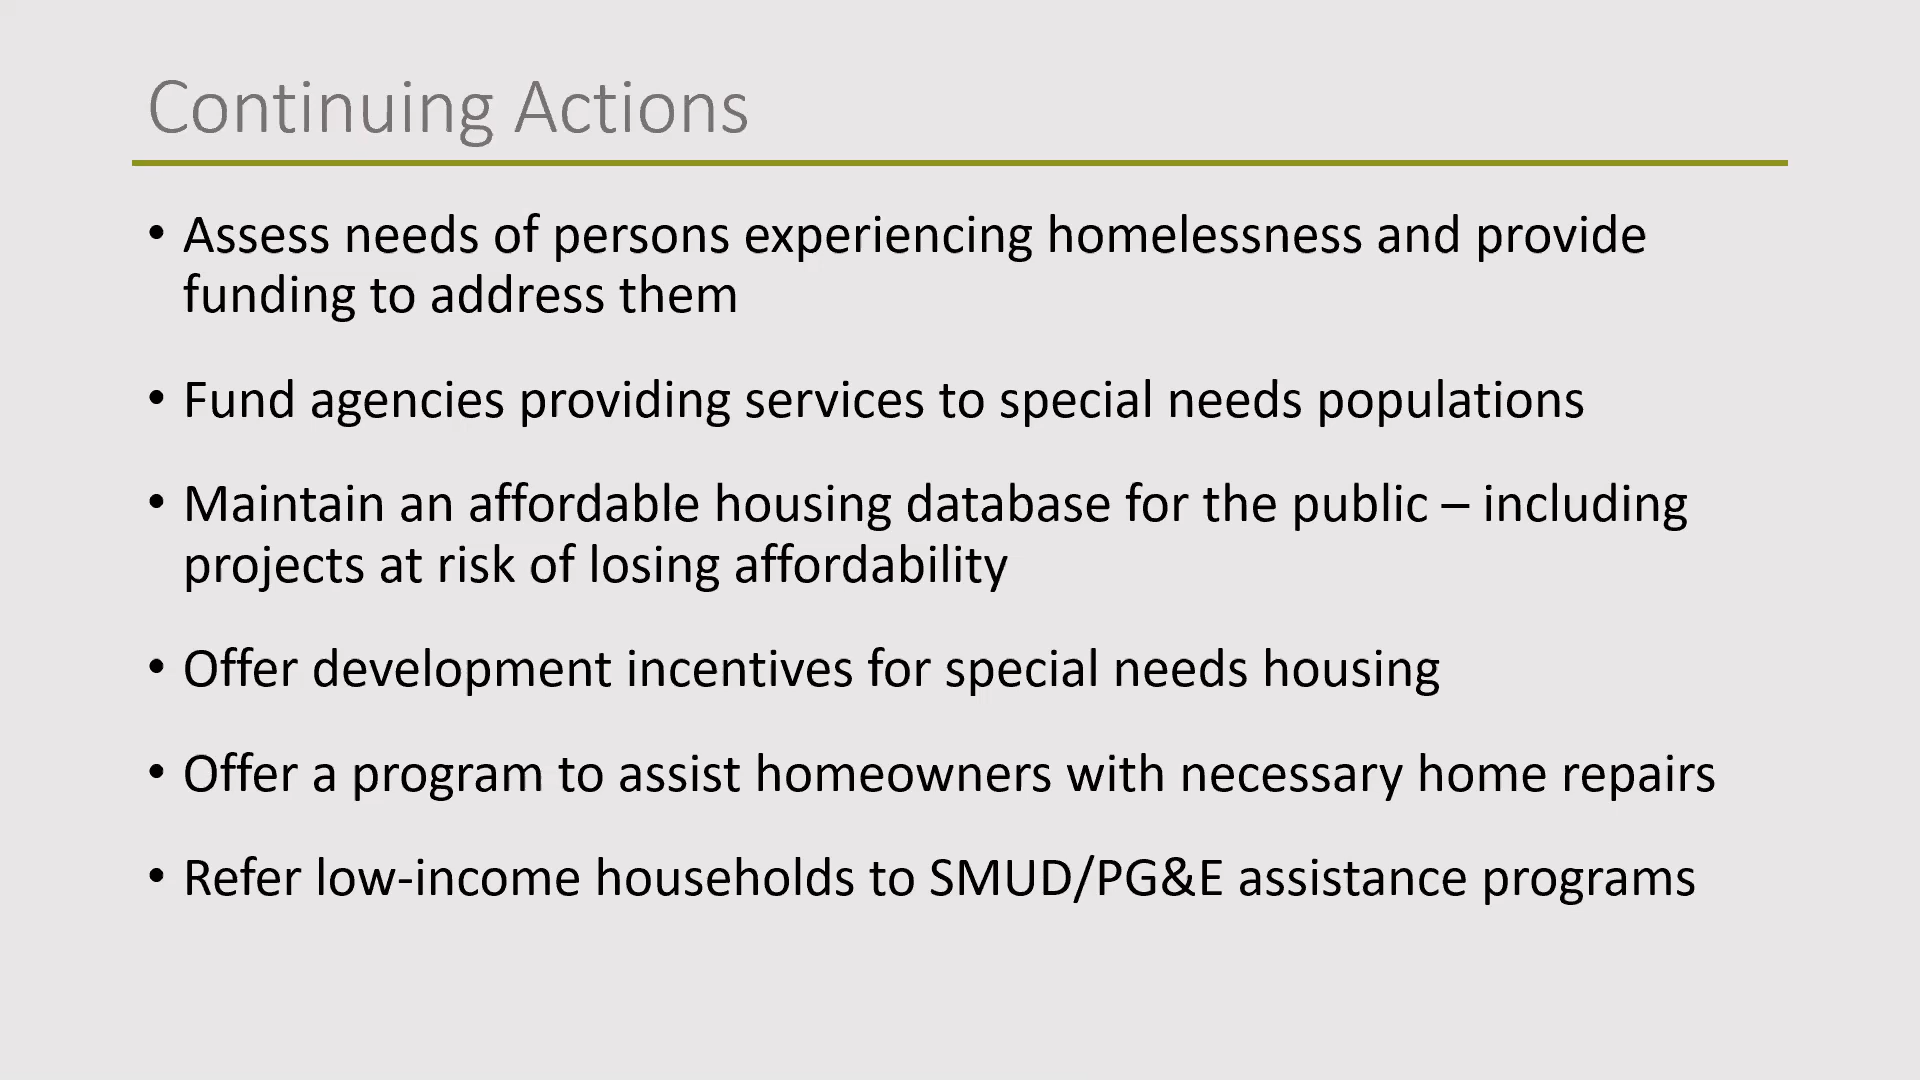 Continuing Actions
• Assess needs of persons experiencing homelessness and provide
funding to address them
• Fund agencies providing services to special needs populations
• Maintain an affordable housing database for the public – including
projects at risk of losing affordability
• Offer development incentives for special needs housing
• Offer a program to assist homeowners with necessary home repairs
• Refer low-income households to SMUD/PG&E assistance programs